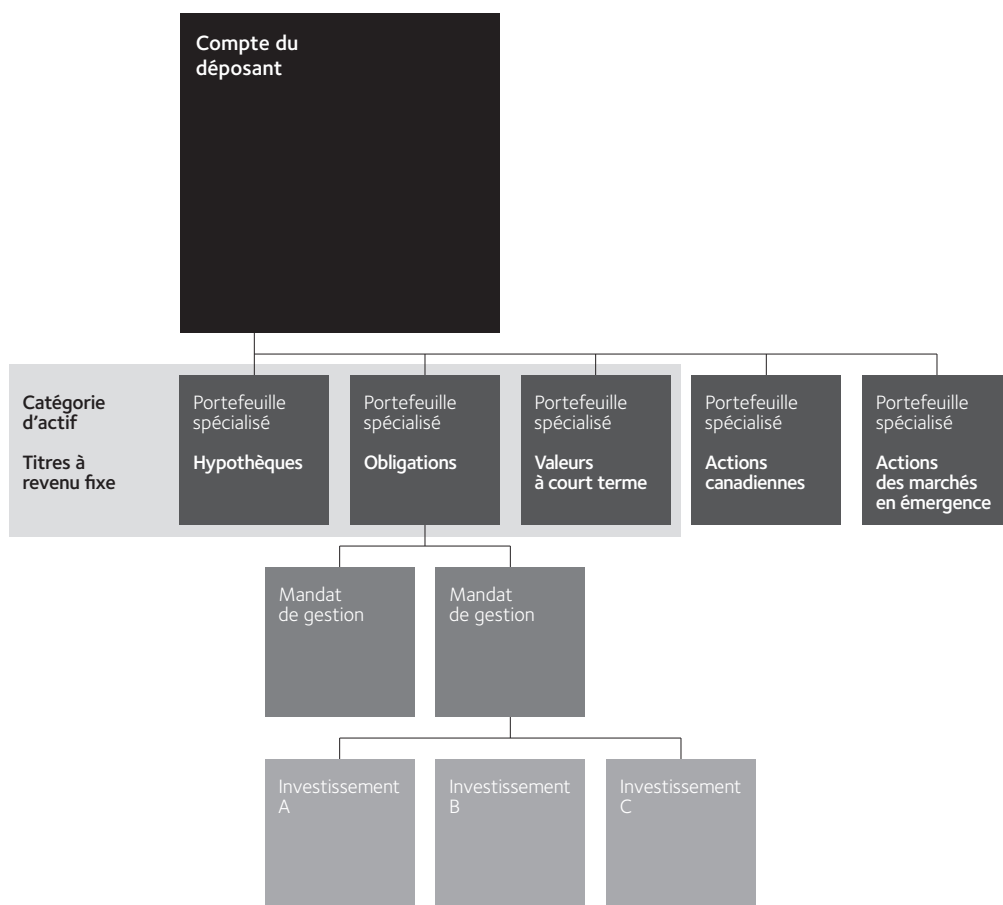 Compte du
déposant
Catégorie
d'actif
Titres à
revenu fixe
Portefeuille
spécialisé
Hypothèques
Portefeuille
spécialisé
Obligations
Portefeuille
spécialisé
Valeurs
à court terme
Portefeuille
spécialisé
Actions
canadiennes
Portefeuille
spécialisé
Actions
des marchés
en émergence
Mandat
de gestion
Mandat
de gestion
Investissement
A
Investissement
B
Investissement
C